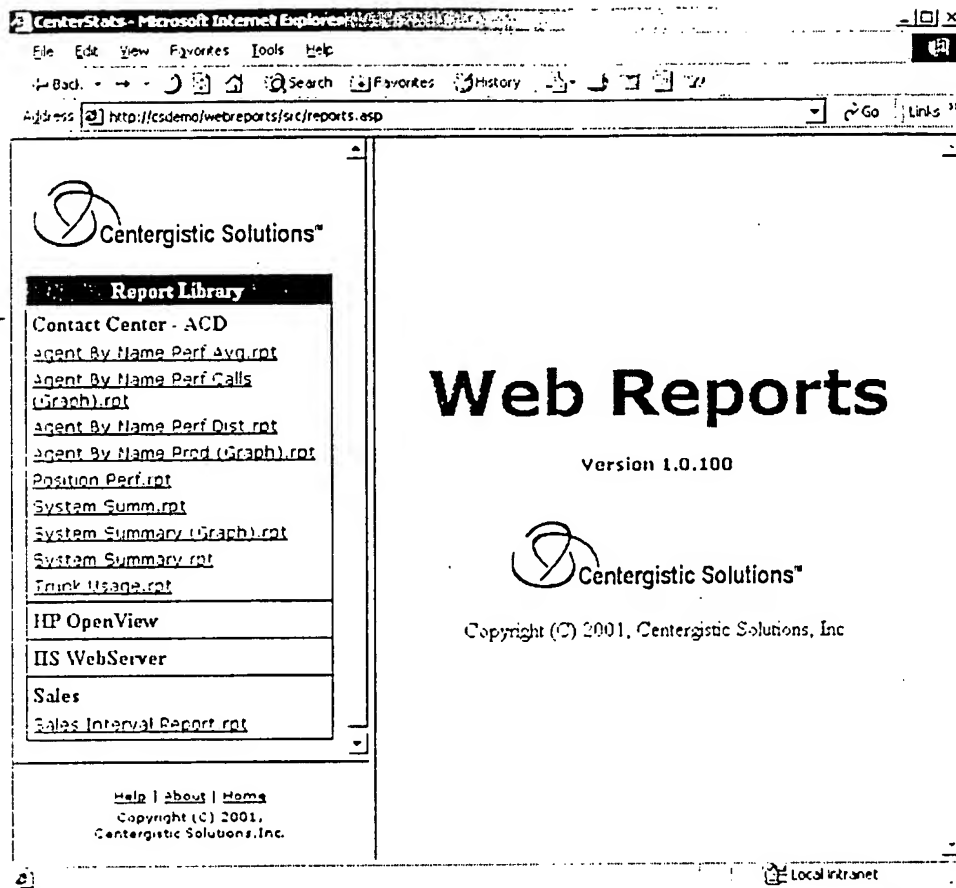 CenterStats - Microsoft Internet Explorer
File Edit View Favorites Tools Help
Back Search Favorites History
Address http://csdemo/webreports/src/reports.asp Go Links »
Centergistic Solutions™
Report Library
Contact Center - ACD
Agent By Name Perf Avg.rpt
Agent By Name Perf Calls
(Graph).rpt
Agent By Name Perf Dist.rpt
Agent By Name Prod (Graph).rpt
Position Perf.rpt
System Summ.rpt
System Summary (Graph).rpt
System Summary.rpt
Trunk Usage.rpt
HP OpenView
IIS WebServer
Sales
Sales Interval Report.rpt
Help | About | Home
Copyright (C) 2001,
Centergistic Solutions,Inc.
Web Reports
Version 1.0.100
Centergistic Solutions™
Copyright (C) 2001, Centergistic Solutions, Inc
Local intranet